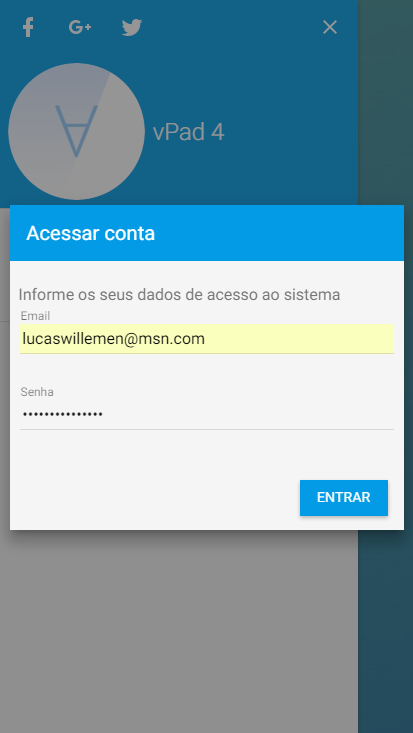 vPad 4
Acessar conta
Informe os seus dados de acesso ao sistema
Email
lucaswillemen@msn.com
Senha
•••••••••••••••
ENTRAR